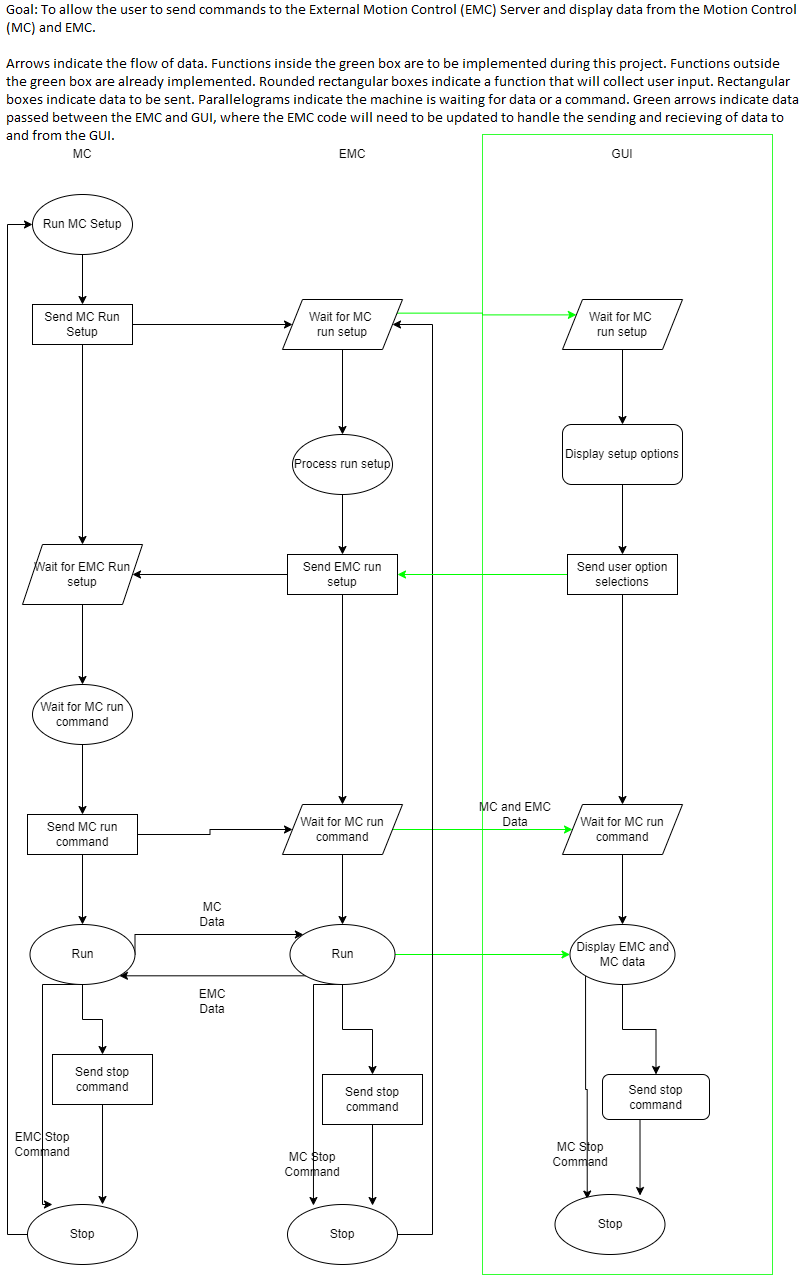 Goal: To allow the user to send commands to the External Motion Control (EMC) Server and display data from the Motion Control
(MC) and EMC.
Arrows indicate the flow of data. Functions inside the green box are to be implemented during this project. Functions outside
the green box are already implemented. Rounded rectangular boxes indicate a function that will collect user input. Rectangular
boxes indicate data to be sent. Parallelograms indicate the machine is waiting for data or a command. Green arrows indicate data
passed between the EMC and GUI, where the EMC code will need to be updated to handle the sending and recieving of data to
and from the GUI.
MC
EMC
GUI
Run MC Setup
Send MC Run
Setup
Wait for MC
run setup
Wait for MC
run setup
Process run setup
Display setup options
Wait for EMC Run
setup
Send EMC run
setup
Send user option
selections
Wait for MC run
command
Send MC run
command
Wait for MC run
command
MC and EMC
Data
Wait for MC run
command
MC
Data
Run
Run
Display EMC and
MC data
EMC
Data
Send stop
command
Send stop
command
Send stop
command
EMC Stop
Command
MC Stop
Command
MC Stop
Command
Stop
Stop
Stop